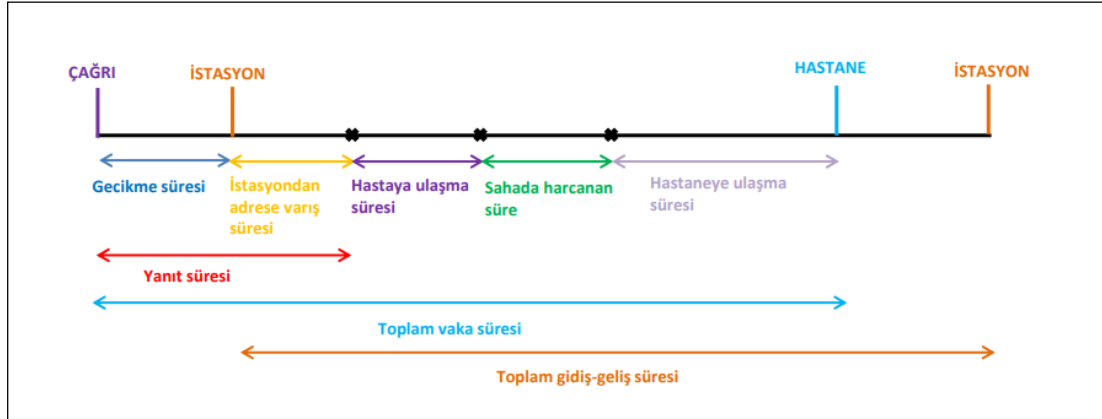 ÇAĞRI
İSTASYON
HASTANE
İSTASYON
Gecikme süresi
İstasyondan
adrese varış
süresi
Hastaya ulaşma
süresi
Sahada harcanan
süre
Hastaneye ulaşma
süresi
Yanıt süresi
Toplam vaka süresi
Toplam gidiş-geliş süresi